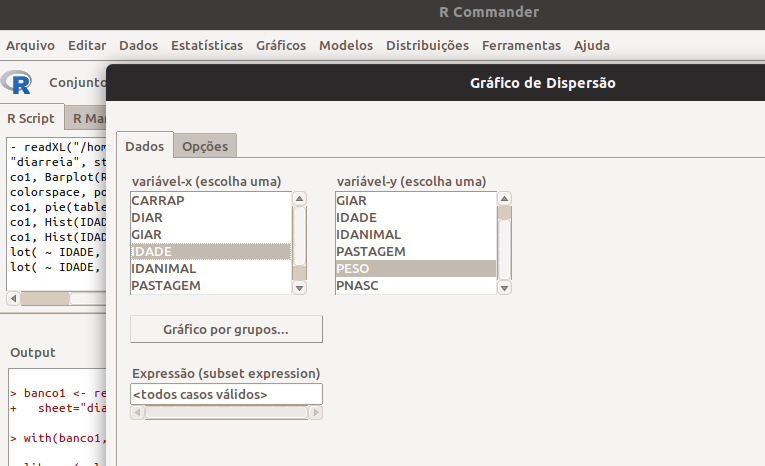 R Commander
Arquivo Editar Dados Estatísticas Gráficos Modelos Distribuições Ferramentas Ajuda
R Conjunto
Gráfico de Dispersão
R Script R Ma
- readXL("/hom
"diarreia", st
co1, Barplot(R
colorspace, po
co1, pie(table
co1, Hist(IDAD
co1, Hist(IDAD
lot( ~ IDADE,
lot( ~ IDADE,
Dados Opções
variável-x (escolha uma)
CARRAP
DIAR
GIAR
IDADE
IDANIMAL
PASTAGEM
variável-y (escolha uma)
GIAR
IDADE
IDANIMAL
PASTAGEM
PESO
PNASC
Gráfico por grupos...
Expressão (subset expression)
<todos casos válidos>
Output
> banco1 <- re
+ sheet="dia
> with(banco1,